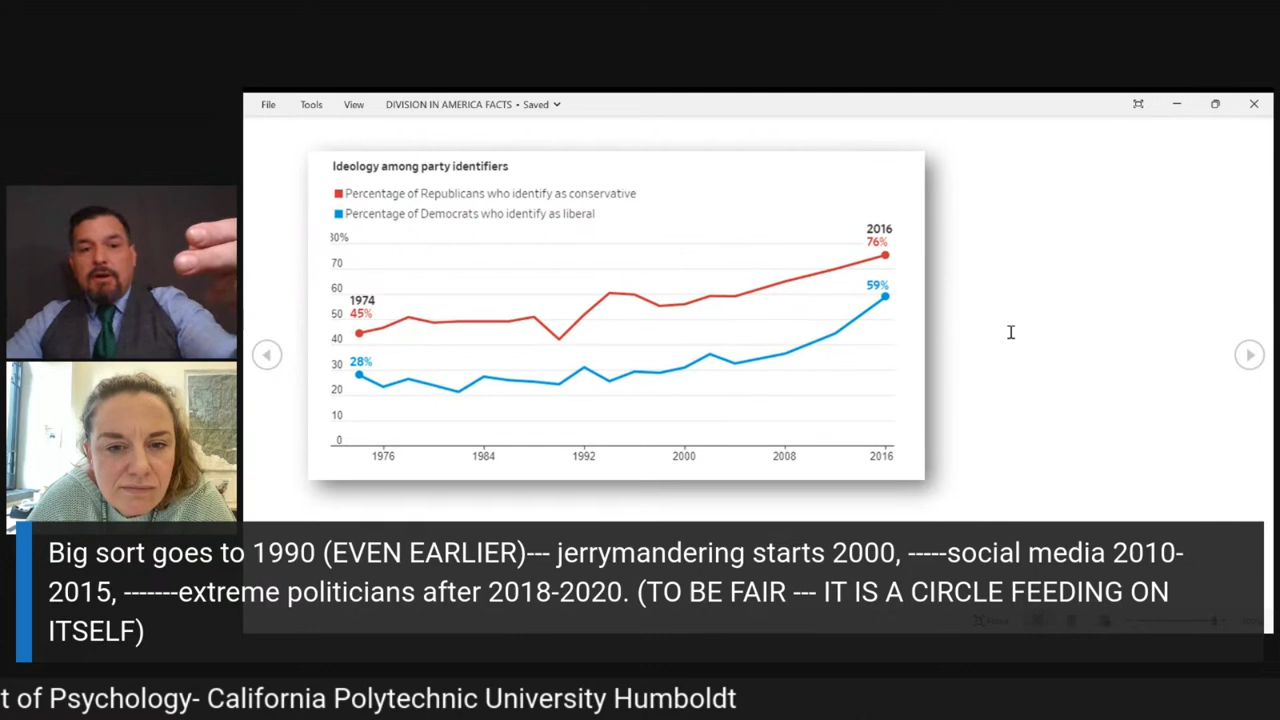 File Tools View DIVISION IN AMERICA FACTS • Saved
Ideology among party identifiers
Percentage of Republicans who identify as conservative
Percentage of Democrats who identify as liberal
2016
76%
59%
1974
45%
28%
80%
70
60
50
40
30
20
10
0
1976 1984 1992 2000 2008 2016
Big sort goes to 1990 (EVEN EARLIER)--- jerrymandering starts 2000, -----social media 2010-
2015, -------extreme politicians after 2018-2020. (TO BE FAIR --- IT IS A CIRCLE FEEDING ON
ITSELF)
t of Psychology- California Polytechnic University Humboldt